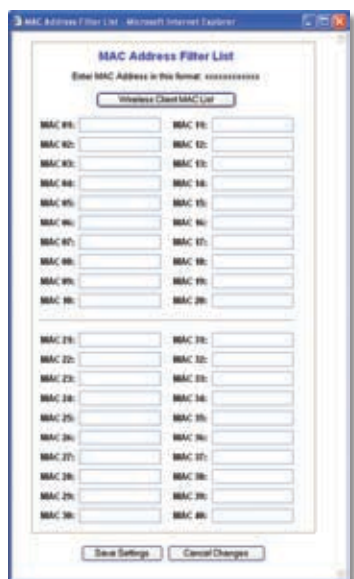 MAC Address Filter List - Microsoft Internet Explorer
MAC Address Filter List
Enter MAC Address in this format: xxxxxxxxxxxx
Wireless Client MAC List
MAC 01: MAC 11:
MAC 02: MAC 12:
MAC 03: MAC 13:
MAC 04: MAC 14:
MAC 05: MAC 15:
MAC 06: MAC 16:
MAC 07: MAC 17:
MAC 08: MAC 18:
MAC 09: MAC 19:
MAC 10: MAC 20:
MAC 21: MAC 31:
MAC 22: MAC 32:
MAC 23: MAC 33:
MAC 24: MAC 34:
MAC 25: MAC 35:
MAC 26: MAC 36:
MAC 27: MAC 37:
MAC 28: MAC 38:
MAC 29: MAC 39:
MAC 30: MAC 40:
Save Settings Cancel Changes